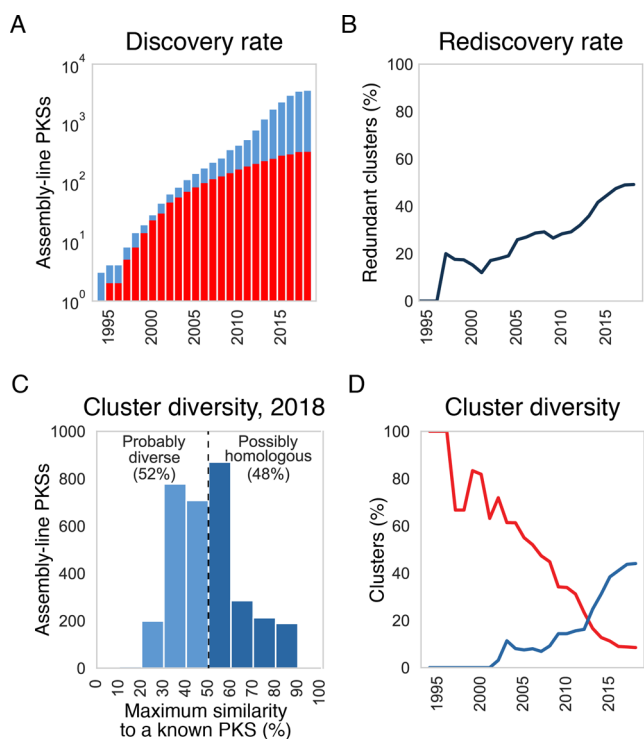 A
Discovery rate
Assembly-line PKSs
10^4
10^3
10^2
10^1
10^0
1995
2000
2005
2010
2015
B
Rediscovery rate
Redundant clusters (%)
100
80
60
40
20
0
1995
2000
2005
2010
2015
C
Cluster diversity, 2018
Assembly-line PKSs
1000
800
600
400
200
0
Probably
diverse
(52%)
Possibly
homologous
(48%)
0
10
20
30
40
50
60
70
80
90
100
Maximum similarity
to a known PKS (%)
D
Cluster diversity
Clusters (%)
100
80
60
40
20
0
1995
2000
2005
2010
2015